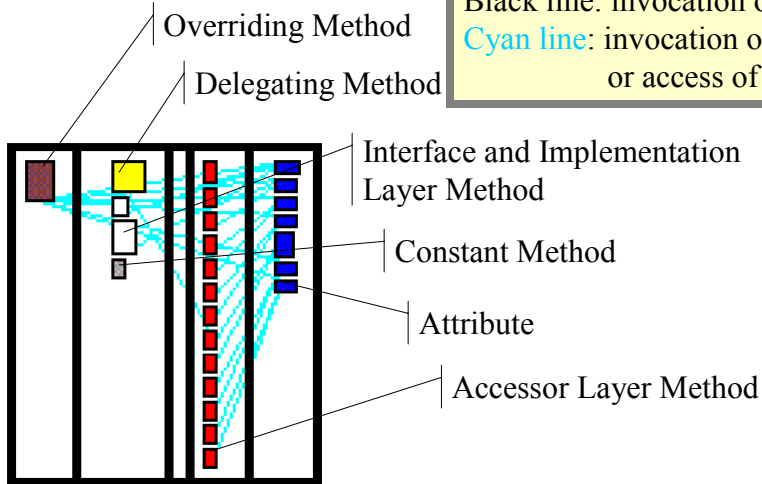 Overriding Method
Black line: invocation o
Cyan line: invocation o
or access of
Delegating Method
Interface and Implementation
Layer Method
Constant Method
Attribute
Accessor Layer Method